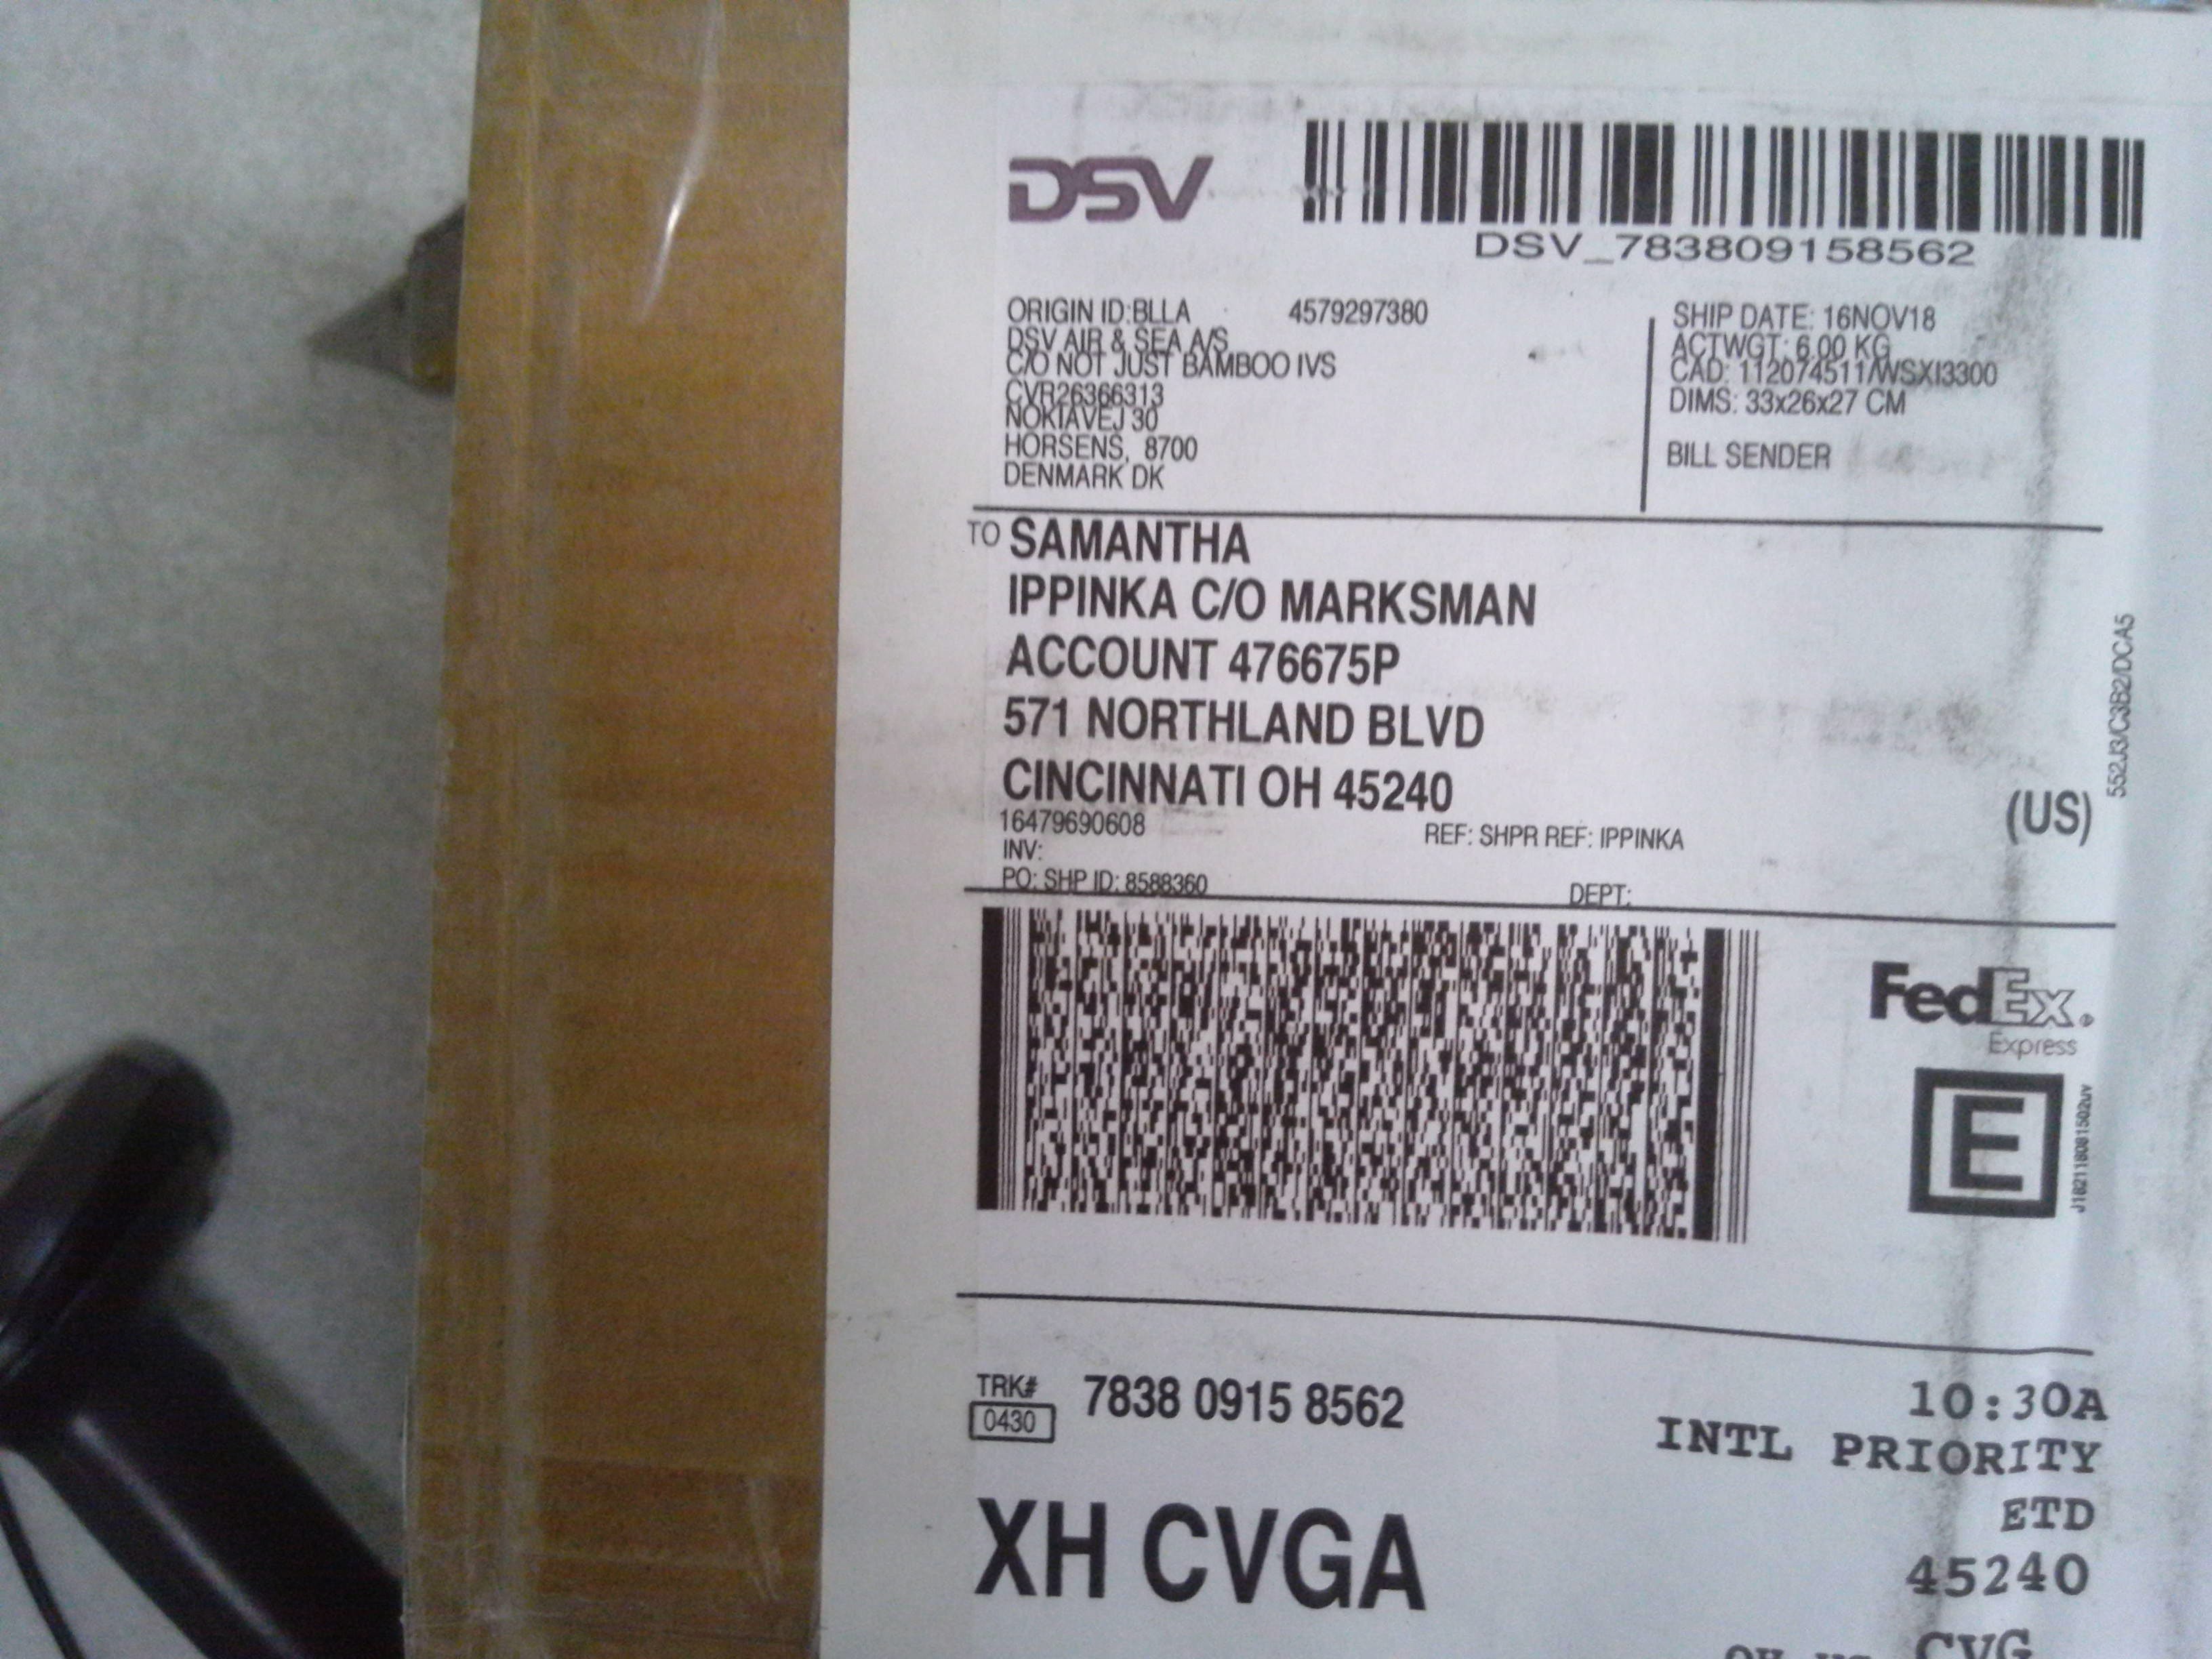 DSV
DSV_783809158562
ORIGIN ID:BLLA 4579297380
DSV AIR & SEA A/S
C/O NOT JUST BAMBOO IVS
CVR26366313
NOKIAVEJ 30
HORSENS, 8700
DENMARK DK
SHIP DATE: 16NOV18
ACTWGT: 6.00 KG
CAD: 112074511/WSXI3300
DIMS: 33x26x27 CM
BILL SENDER
TO SAMANTHA
IPPINKA C/O MARKSMAN
ACCOUNT 476675P
571 NORTHLAND BLVD
CINCINNATI OH 45240
(US)
552J3/C3B2/DCA5
16479690608
REF: SHPR REF: IPPINKA
INV:
PO: SHP ID: 8588360
DEPT:
FedEx
Express
E
J182118081502uv
TRK# 7838 0915 8562
0430
10:30A
INTL PRIORITY
ETD
45240
XH CVGA
CVG